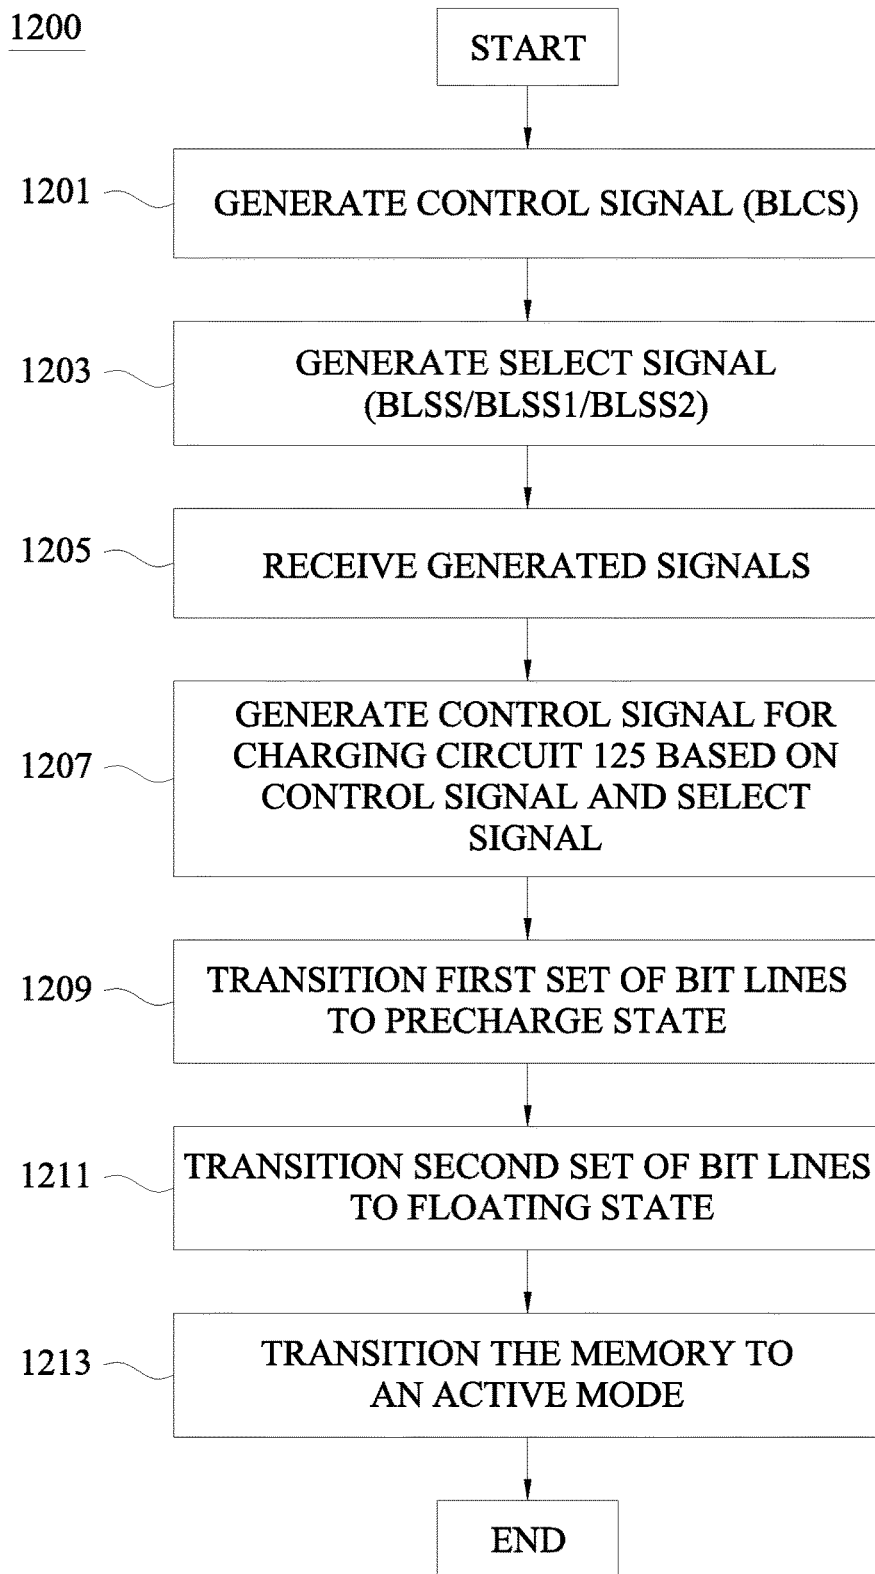 1200
START
1201
GENERATE CONTROL SIGNAL (BLCS)
1203
GENERATE SELECT SIGNAL
(BLSS/BLSS1/BLSS2)
1205
RECEIVE GENERATED SIGNALS
1207
GENERATE CONTROL SIGNAL FOR
CHARGING CIRCUIT 125 BASED ON
CONTROL SIGNAL AND SELECT
SIGNAL
1209
TRANSITION FIRST SET OF BIT LINES
TO PRECHARGE STATE
1211
TRANSITION SECOND SET OF BIT LINES
TO FLOATING STATE
1213
TRANSITION THE MEMORY TO
AN ACTIVE MODE
END